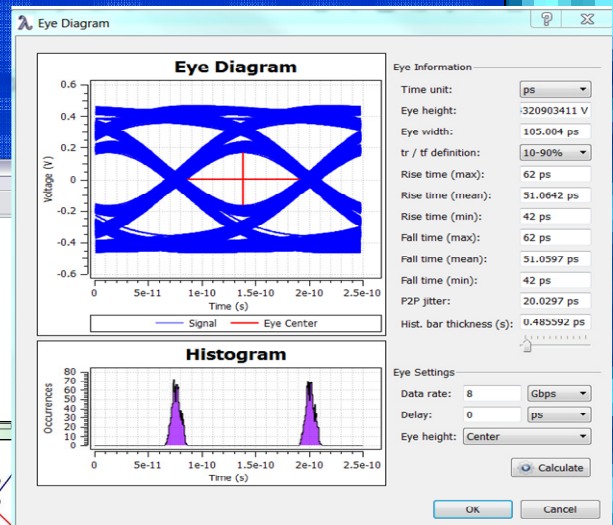 Eye Diagram
Eye Diagram
0.6
0.4
0.2
0
-0.2
-0.4
-0.6
Voltage (V)
0 5e-11 1e-10 1.5e-10 2e-10 2.5e-10
Time (s)
Signal Eye Center
Histogram
80
70
60
50
40
30
20
10
0
Occurrences
0 5e-11 1e-10 1.5e-10 2e-10 2.5e-10
Time (s)
Eye Information
Time unit: ps
Eye height: 320903411 V
Eye width: 105.004 ps
tr / tf definition: 10-90%
Rise time (max): 62 ps
Rise time (mean): 51.0642 ps
Rise time (min): 42 ps
Fall time (max): 62 ps
Fall time (mean): 51.0597 ps
Fall time (min): 42 ps
P2P jitter: 20.0297 ps
Hist. bar thickness (s): 0.485592 ps
Eye Settings
Data rate: 8 Gbps
Delay: 0 ps
Eye height: Center
Calculate
OK Cancel